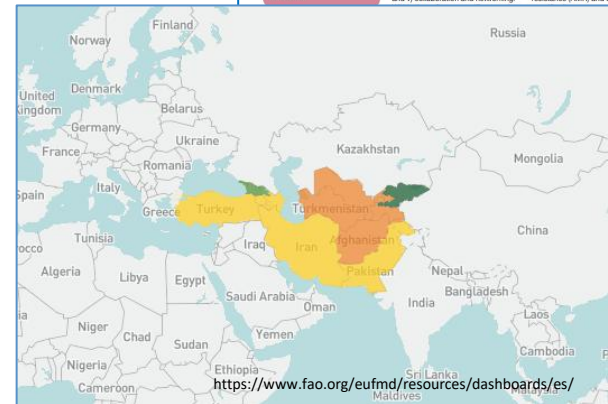 Finland
Norway
Russia
United
Kingdom
Denmark
Belarus
Germany
Ukraine
France
Kazakhstan
Mongolia
Romania
Italy
Spain
Greece
Turkey
Turkmenistan
China
Tunisia
Iraq
Iran
Afghanistan
Algeria
Libya
Egypt
Pakistan
Nepal
Saudi Arabia
Oman
India
Bangladesh
Laos
Niger
Chad
Sudan
Yemen
Nigeria
Ethiopia
Cambodia
Cameroon
https://www.fao.org/eufmd/resources/dashboards/es/
Sri Lanka
Malaysia
Maldives